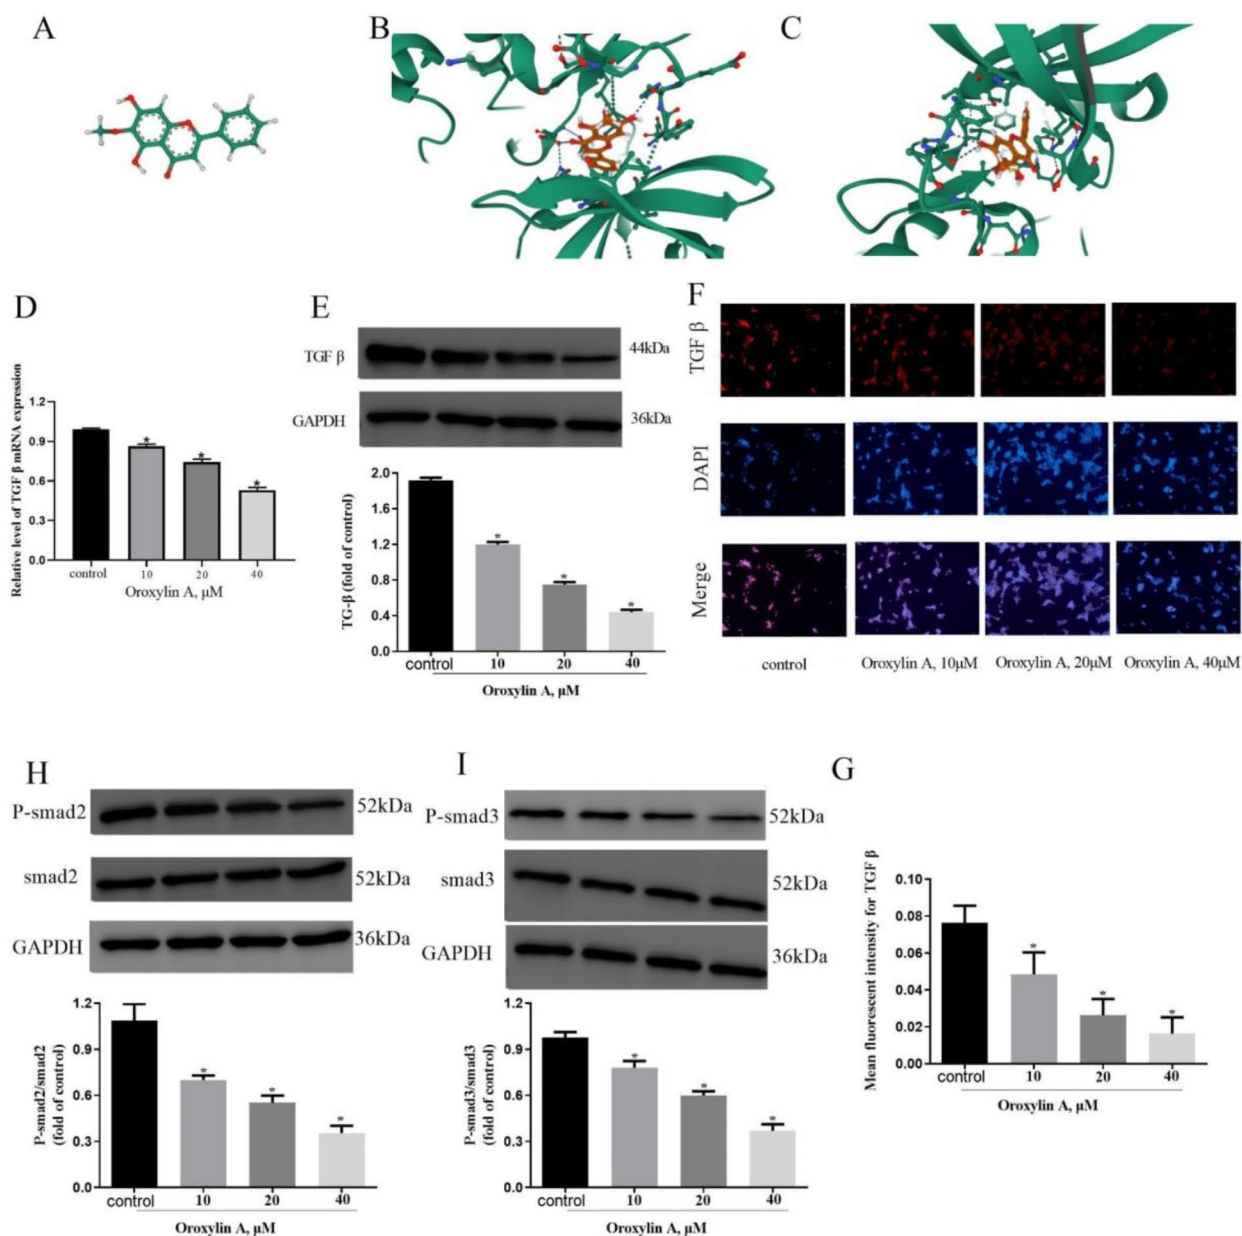 A
B
C
D
Relative level of TGF β mRNA expression
1.2
0.9
0.6
0.3
0.0
*
*
*
control
10
20
40
Oroxylin A, μM
E
TGF β
44kDa
GAPDH
36kDa
TG-β (fold of control)
2.0
1.6
1.2
0.8
0.4
0.0
*
*
*
control
10
20
40
Oroxylin A, μM
F
TGF β
DAPI
Merge
control
Oroxylin A, 10μM
Oroxylin A, 20μM
Oroxylin A, 40μM
H
P-smad2
52kDa
smad2
52kDa
GAPDH
36kDa
P-smad2/smad2
(fold of control)
1.2
0.9
0.6
0.3
0.0
*
*
*
control
10
20
40
Oroxylin A, μM
I
P-smad3
52kDa
smad3
52kDa
GAPDH
36kDa
P-smad3/smad3
(fold of control)
1.2
0.9
0.6
0.3
0.0
*
*
*
control
10
20
40
Oroxylin A, μM
G
Mean fluorescent intensity for TGF β
0.10
0.08
0.06
0.04
0.02
0.00
*
*
*
control
10
20
40
Oroxylin A, μM